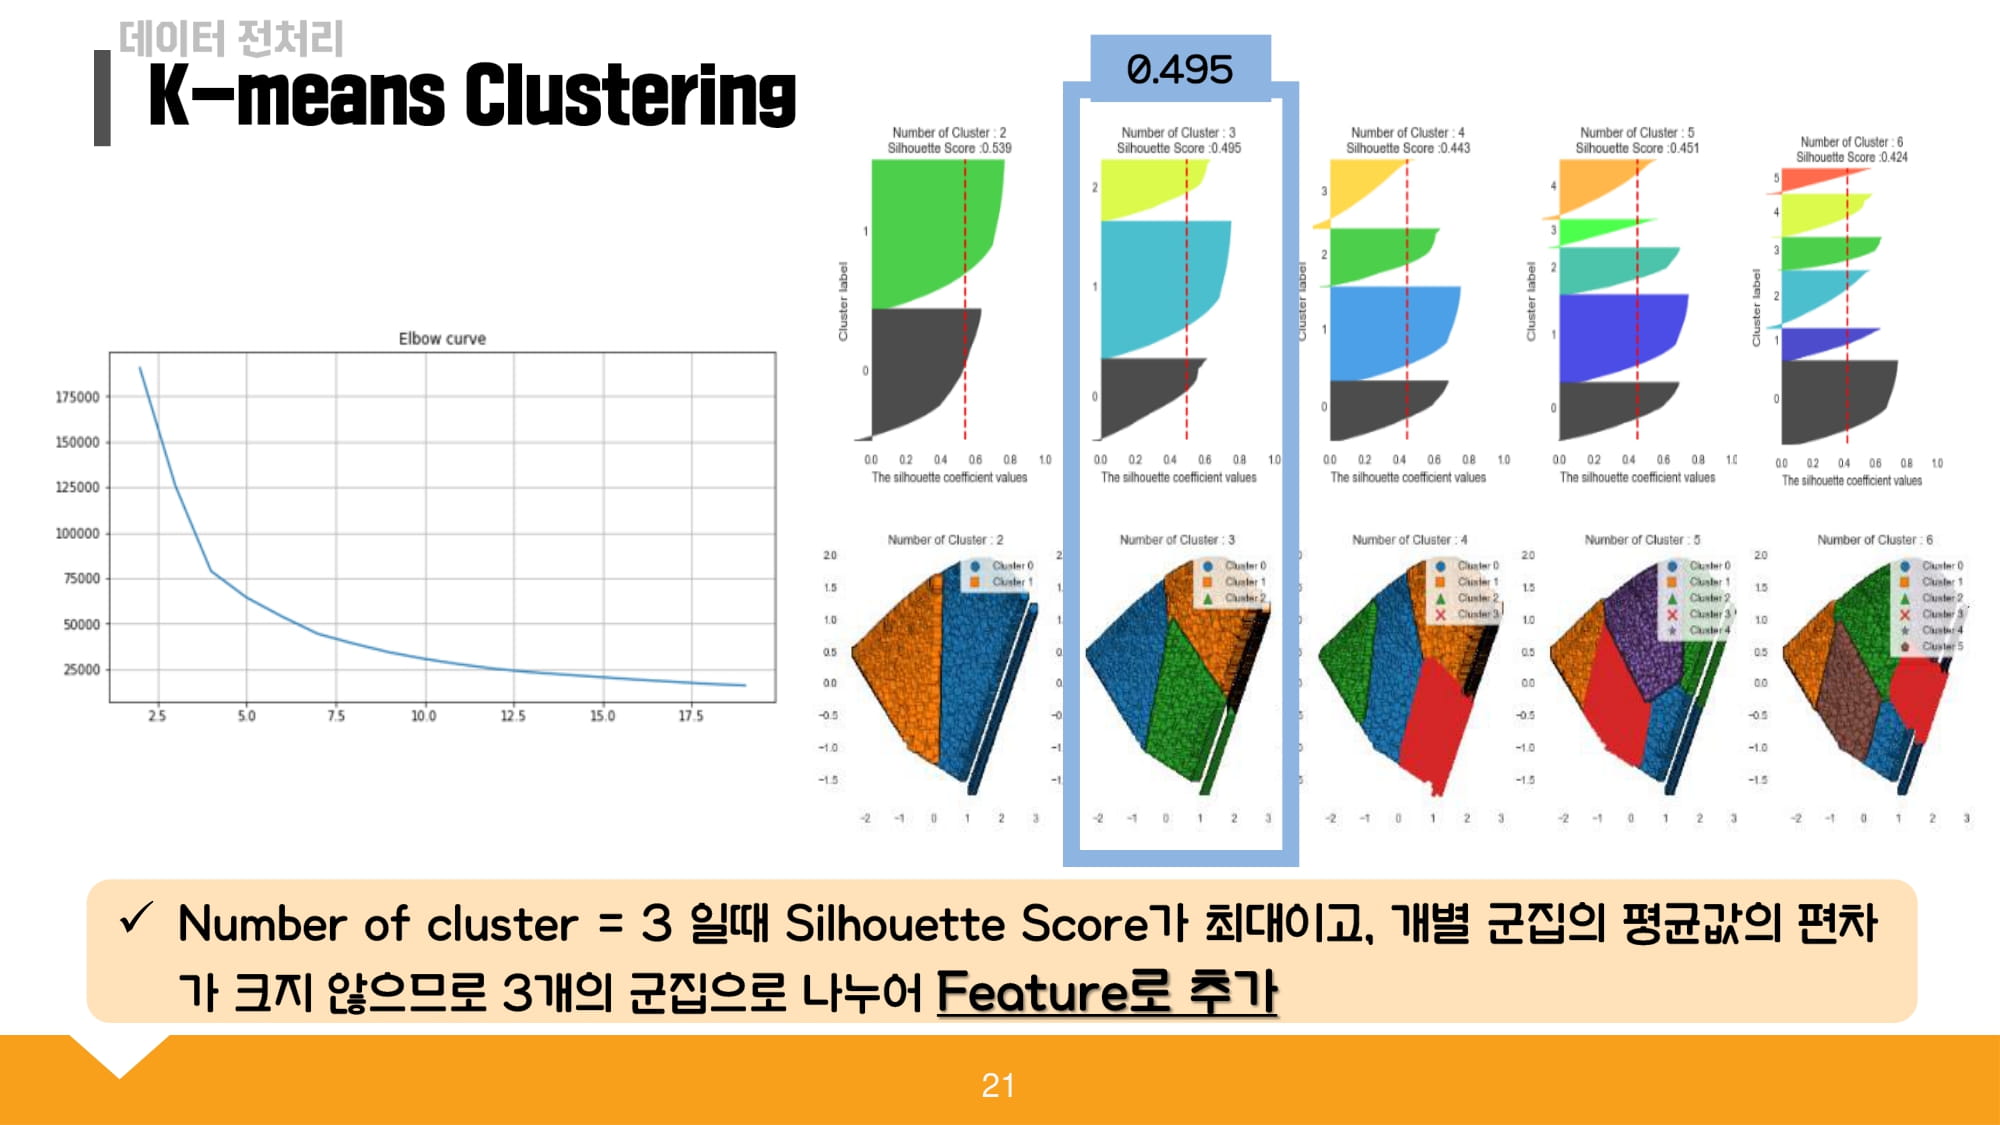 데이터 전처리
K-means Clustering
0.495
Elbow curve
175000
150000
125000
100000
75000
50000
25000
2.5 5.0 7.5 10.0 12.5 15.0 17.5
Number of Cluster : 2
Silhouette Score :0.539
Cluster label
1
0
0.0 0.2 0.4 0.6 0.8 1.0
The silhouette coefficient values
Number of Cluster : 3
Silhouette Score :0.495
2
1
0
0.0 0.2 0.4 0.6 0.8 1.0
The silhouette coefficient values
Number of Cluster : 4
Silhouette Score :0.443
Cluster label
3
2
1
0
0.0 0.2 0.4 0.6 0.8 1.0
The silhouette coefficient values
Number of Cluster : 5
Silhouette Score :0.451
Cluster label
4
3
2
1
0
0.0 0.2 0.4 0.6 0.8 1.0
The silhouette coefficient values
Number of Cluster : 6
Silhouette Score :0.424
Cluster label
5
4
3
2
1
0
0.0 0.2 0.4 0.6 0.8 1.0
The silhouette coefficient values
Number of Cluster : 2
Cluster 0
Cluster 1
2.0
1.5
1.0
0.5
0.0
-0.5
-1.0
-1.5
-2 -1 0 1 2 3
Number of Cluster : 3
Cluster 0
Cluster 1
Cluster 2
-2 -1 0 1 2 3
Number of Cluster : 4
Cluster 0
Cluster 1
Cluster 2
Cluster 3
-2 -1 0 1 2 3
Number of Cluster : 5
Cluster 0
Cluster 1
Cluster 2
Cluster 3
Cluster 4
2.0
1.5
1.0
0.5
0.0
-0.5
-1.0
-1.5
-2 -1 0 1 2 3
Number of Cluster : 6
Cluster 0
Cluster 1
Cluster 2
Cluster 3
Cluster 4
Cluster 5
2.0
1.5
1.0
0.5
0.0
-0.5
-1.0
-1.5
-2 -1 0 1 2 3
✓ Number of cluster = 3 일때 Silhouette Score가 최대이고, 개별 군집의 평균값의 편차
가 크지 않으므로 3개의 군집으로 나누어 Feature로 추가
21